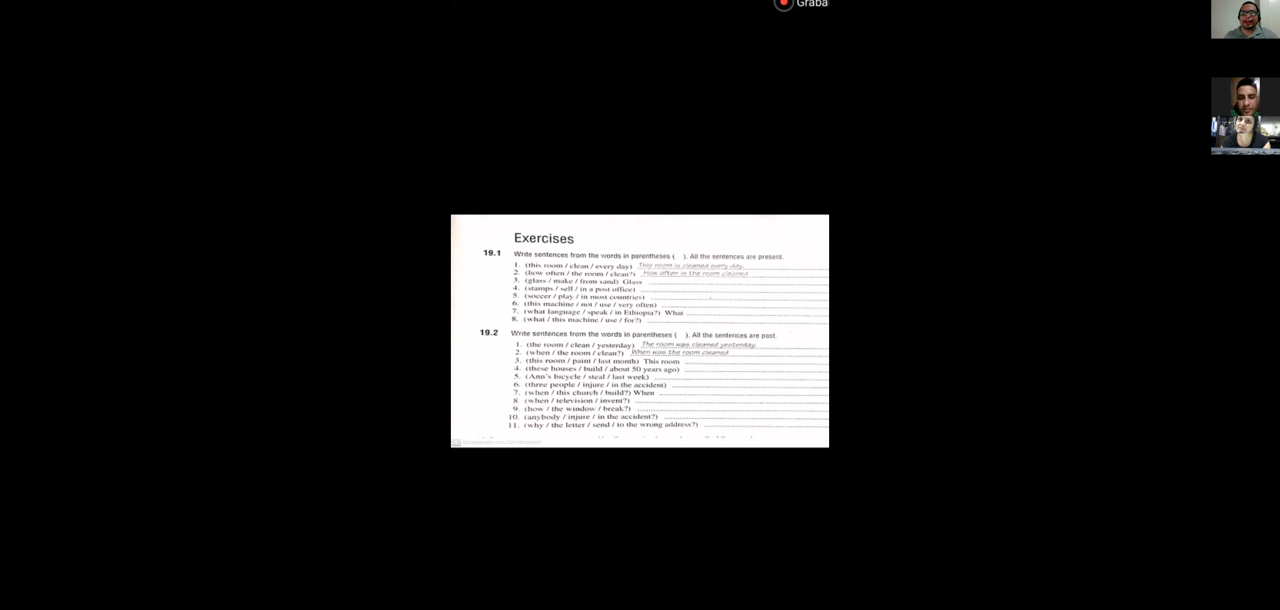 Graba
Exercises
19.1 Write sentences from the words in parentheses ( ). All the sentences are present.
1. (this room / clean / every day) This room is cleaned every day.
2. (how often / the room / clean?) How often is the room cleaned
3. (glass / make / from sand) Glass
4. (stamps / sell / in a post office)
5. (soccer / play / in most countries)
6. (this machine / not / use / very often)
7. (what language / speak / in Ethiopia?) What
8. (what / this machine / use / for?)
19.2 Write sentences from the words in parentheses ( ). All the sentences are past.
1. (the room / clean / yesterday) The room was cleaned yesterday.
2. (when / the room / clean?) When was the room cleaned
3. (this room / paint / last month) This room
4. (these houses / build / about 50 years ago)
5. (Ann's bicycle / steal / last week)
6. (three people / injure / in the accident)
7. (when / this church / build?) When
8 (when / television / invent?)
9. (how / the window / break?)
10. (anybody / injure / in the accident?)
11. (why / the letter / send / to the wrong address?)